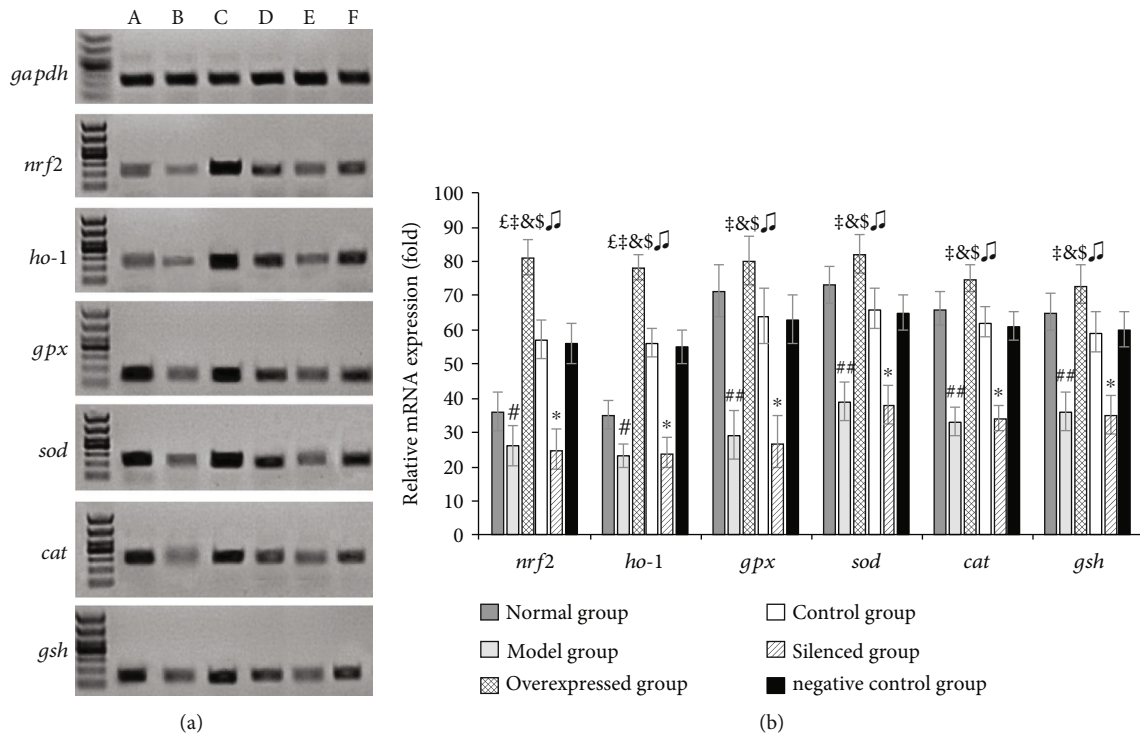 A B C D E F
gapdh
nrf2
ho-1
gpx
sod
cat
gsh
(a)
Relative mRNA expression (fold)
100
90
80
70
60
50
40
30
20
10
0
£‡&$♫ £‡&$♫ ‡&$♫ ‡&$♫ ‡&$♫ ‡&$♫
# # ## ## ## ##
* * * * * *
nrf2 ho-1 gpx sod cat gsh
Normal group
Model group
Overexpressed group
Control group
Silenced group
negative control group
(b)